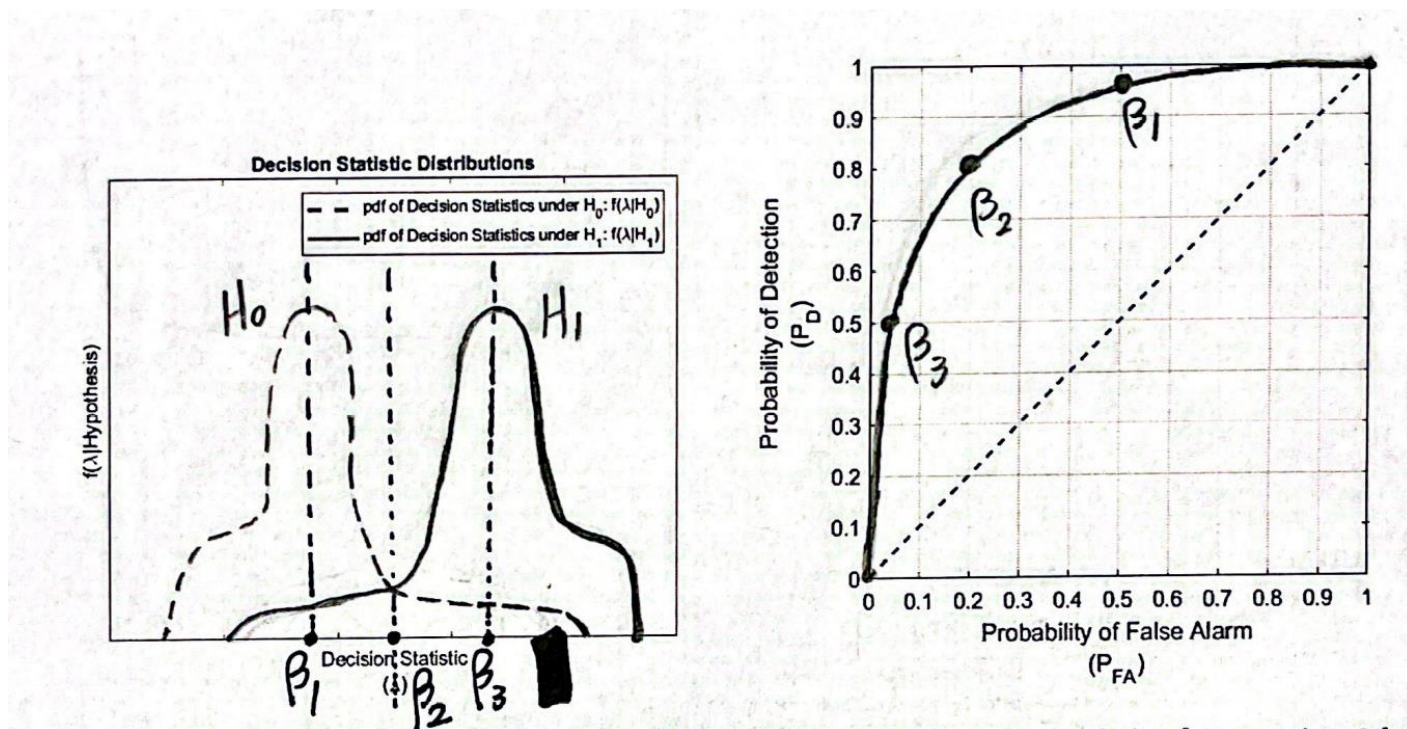 Decision Statistic Distributions
pdf of Decision Statistics under H0: f(λ|H0)
pdf of Decision Statistics under H1: f(λ|H1)
H0
H1
f(λ|Hypothesis)
Decision Statistic
(λ)
β1
β2
β3
1
0.9
0.8
0.7
0.6
0.5
0.4
0.3
0.2
0.1
0
Probability of Detection
(PD)
β1
β2
β3
0 0.1 0.2 0.3 0.4 0.5 0.6 0.7 0.8 0.9 1
Probability of False Alarm
(PFA)